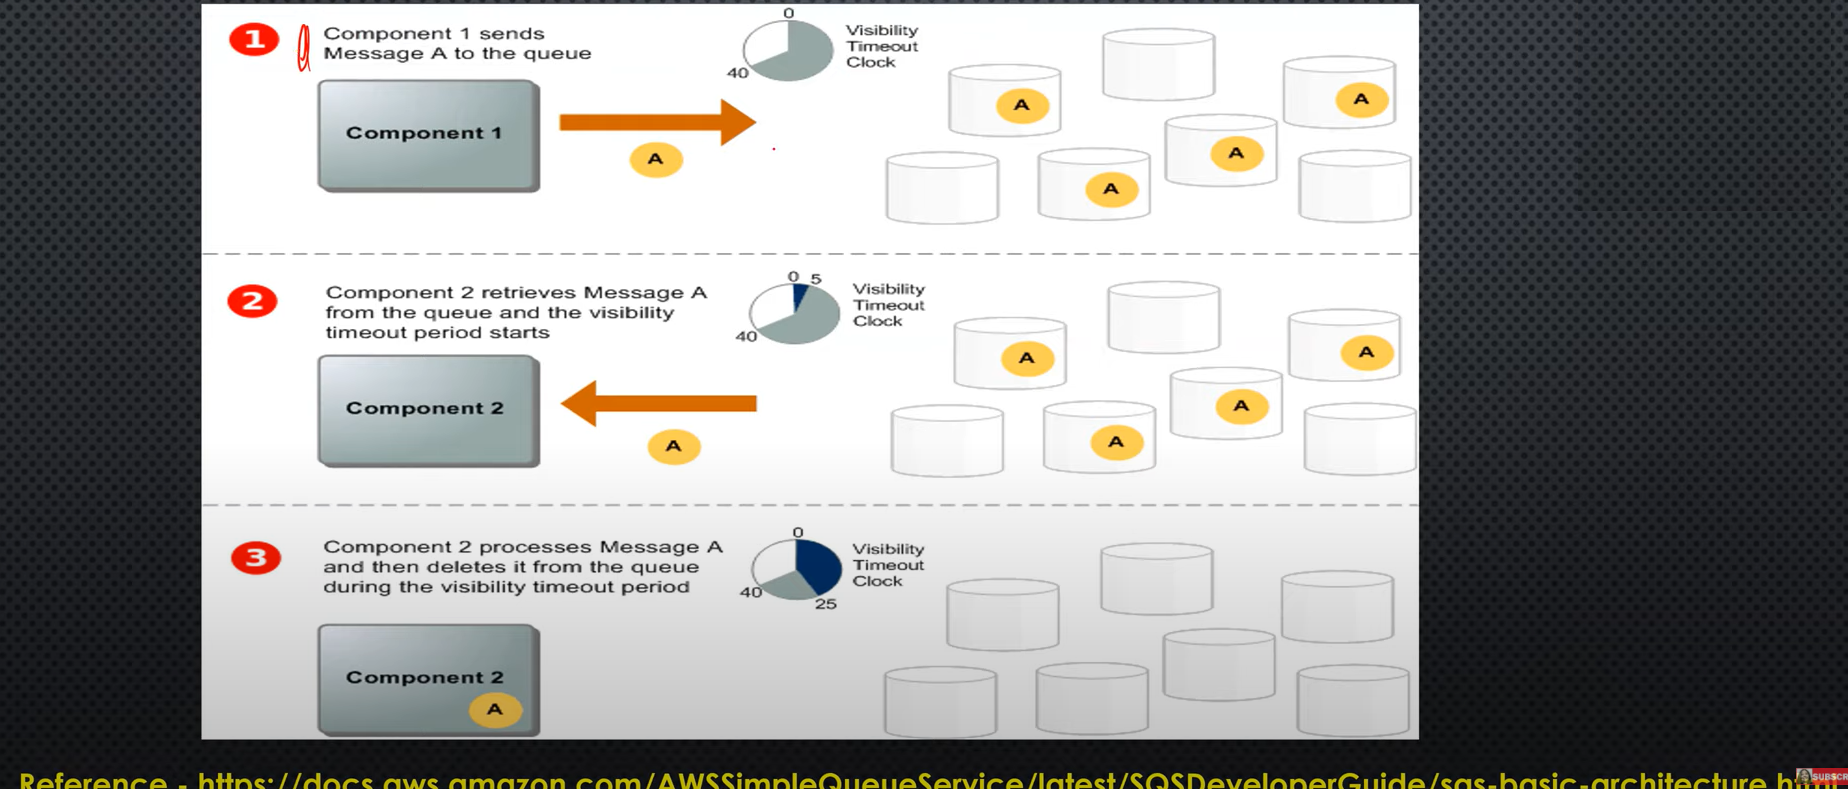 1
Component 1 sends
Message A to the queue
0
40
Visibility
Timeout
Clock
Component 1
A
A
A
A
A
2
Component 2 retrieves Message A
from the queue and the visibility
timeout period starts
0 5
40
Visibility
Timeout
Clock
Component 2
A
A
A
A
A
3
Component 2 processes Message A
and then deletes it from the queue
during the visibility timeout period
0
40
25
Visibility
Timeout
Clock
Component 2
A
Reference - https://docs.aws.amazon.com/AWSSimpleQueueService/latest/SQSDeveloperGuide/sqs-basic-architecture.html
SUBSCR